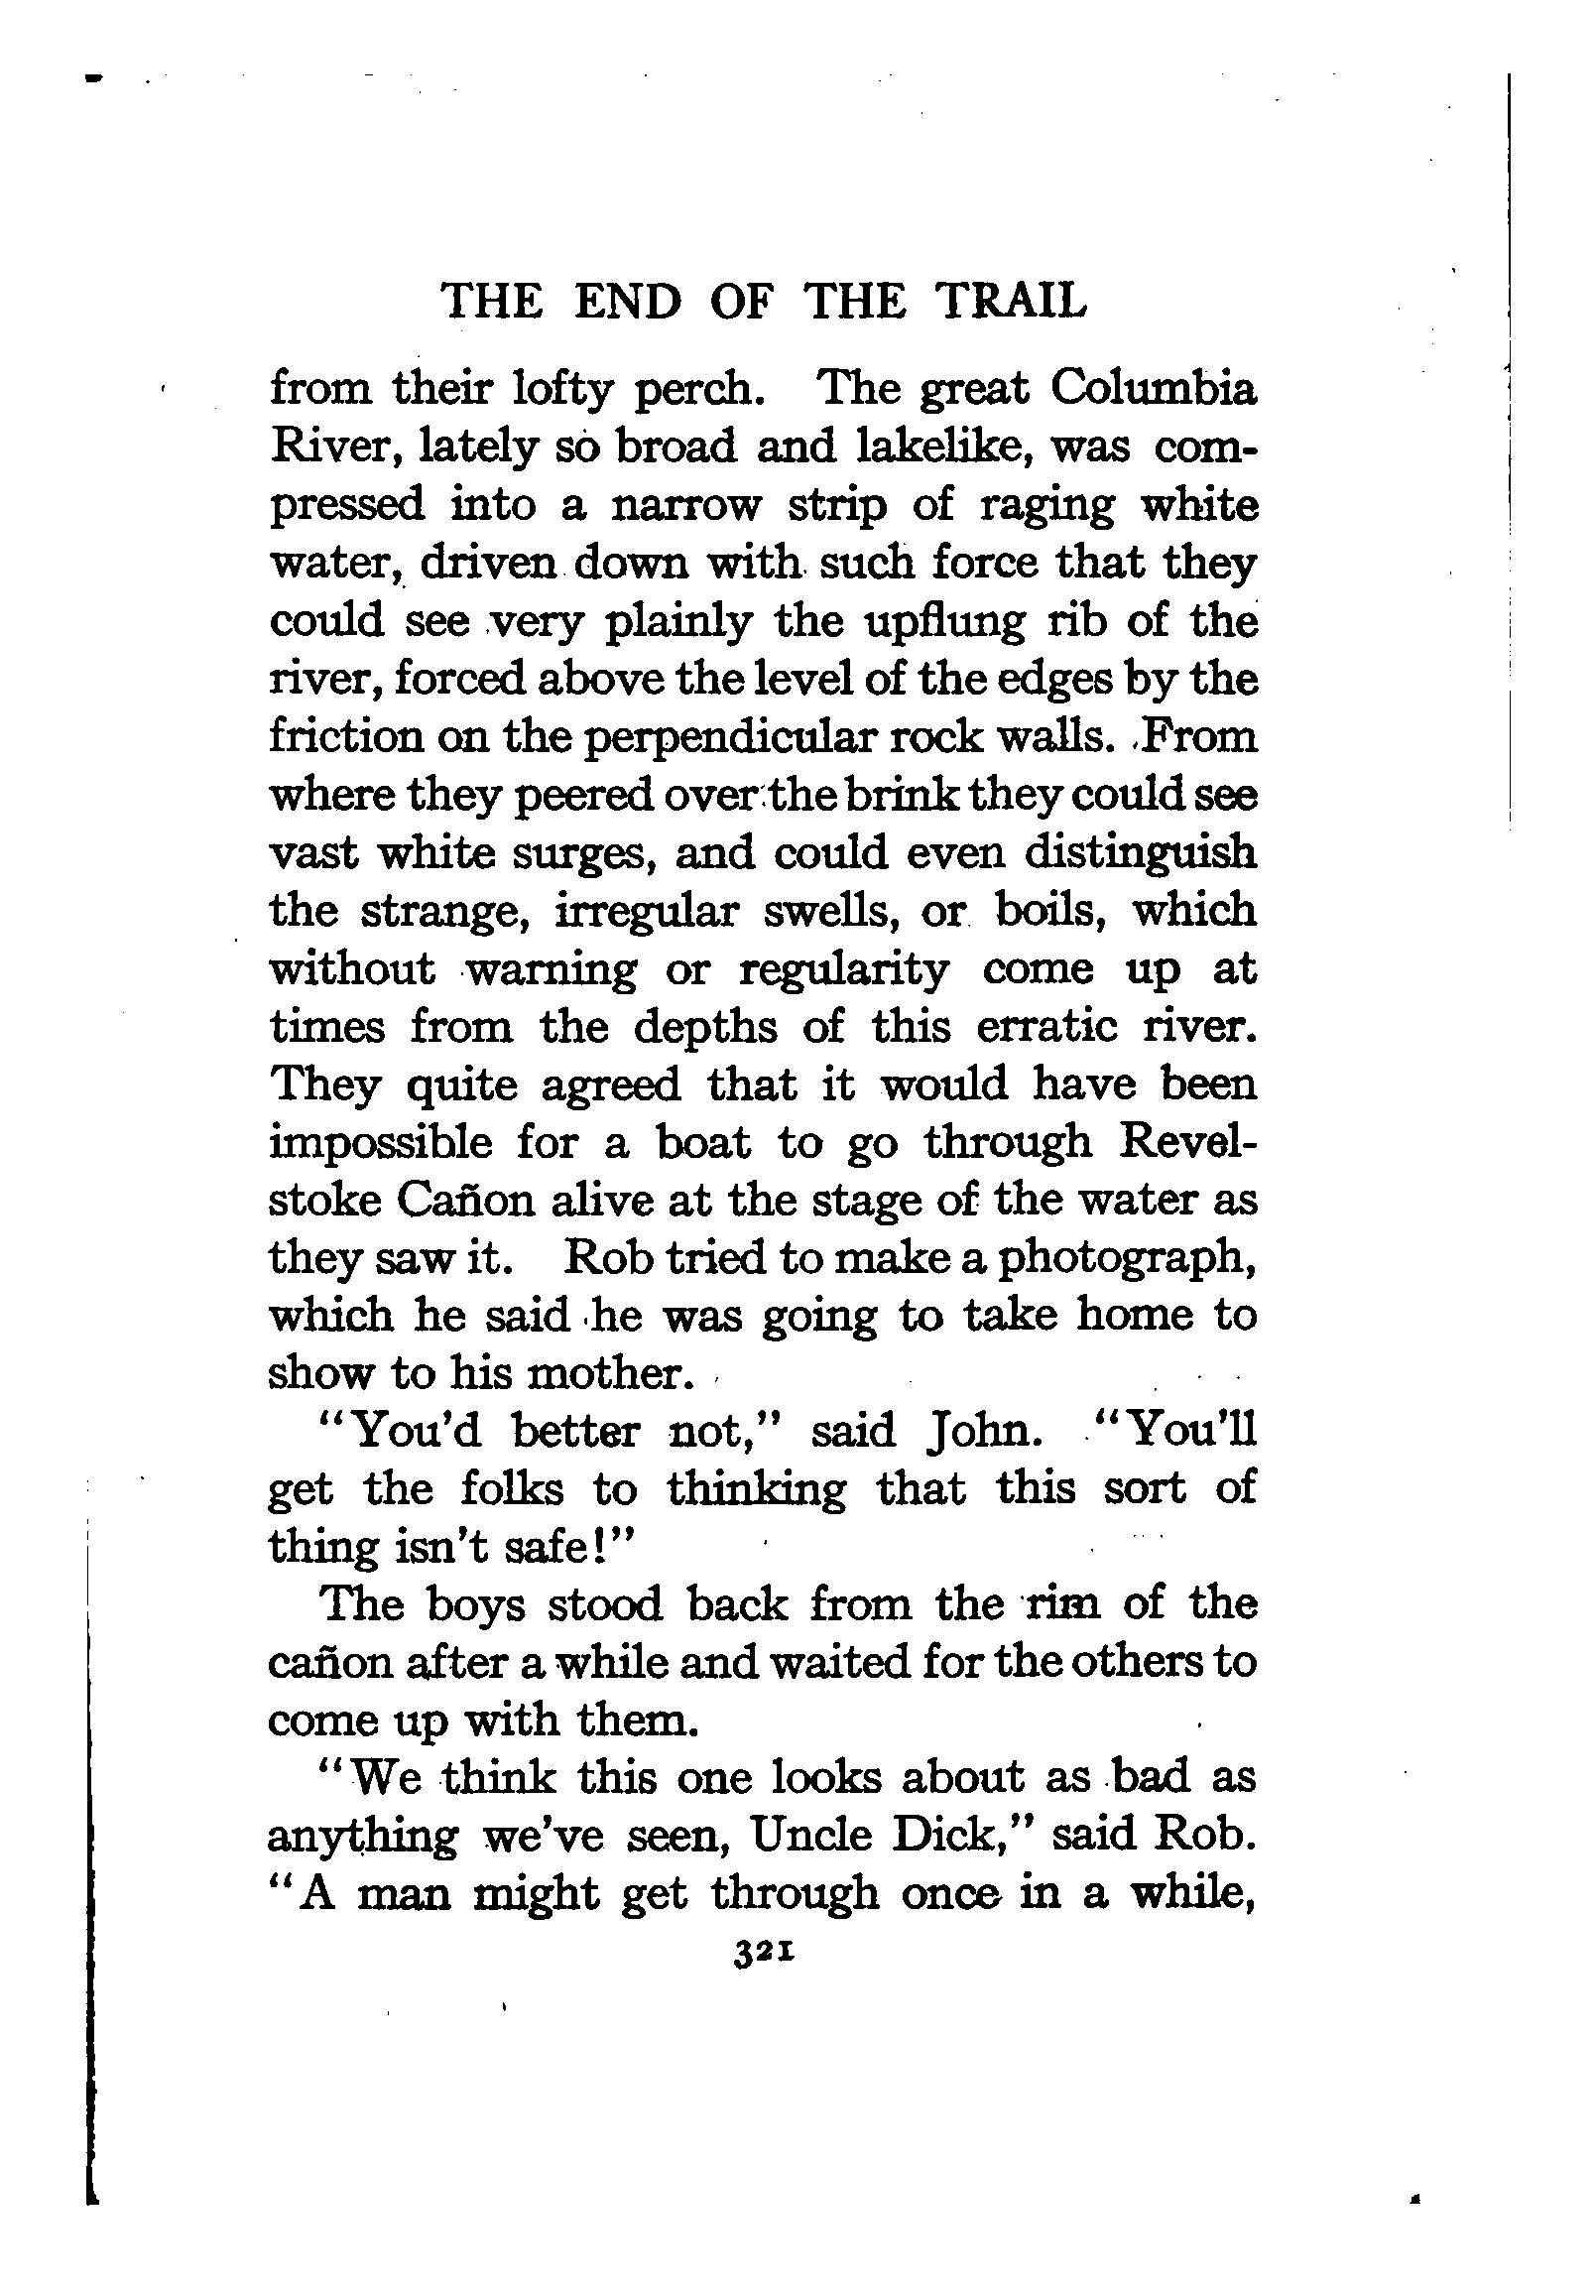 THE END OF THE TRAIL
from their lofty perch. The great Columbia
River, lately so broad and lakelike, was com-
pressed into a narrow strip of raging white
water, driven down with such force that they
could see very plainly the upflung rib of the
river, forced above the level of the edges by the
friction on the perpendicular rock walls. From
where they peered over the brink they could see
vast white surges, and could even distinguish
the strange, irregular swells, or boils, which
without warning or regularity come up at
times from the depths of this erratic river.
They quite agreed that it would have been
impossible for a boat to go through Revel-
stoke Cañon alive at the stage of the water as
they saw it. Rob tried to make a photograph,
which he said he was going to take home to
show to his mother.
"You'd better not," said John. "You'll
get the folks to thinking that this sort of
thing isn't safe!"
The boys stood back from the rim of the
cañon after a while and waited for the others to
come up with them.
"We think this one looks about as bad as
anything we've seen, Uncle Dick," said Rob.
"A man might get through once in a while,
321